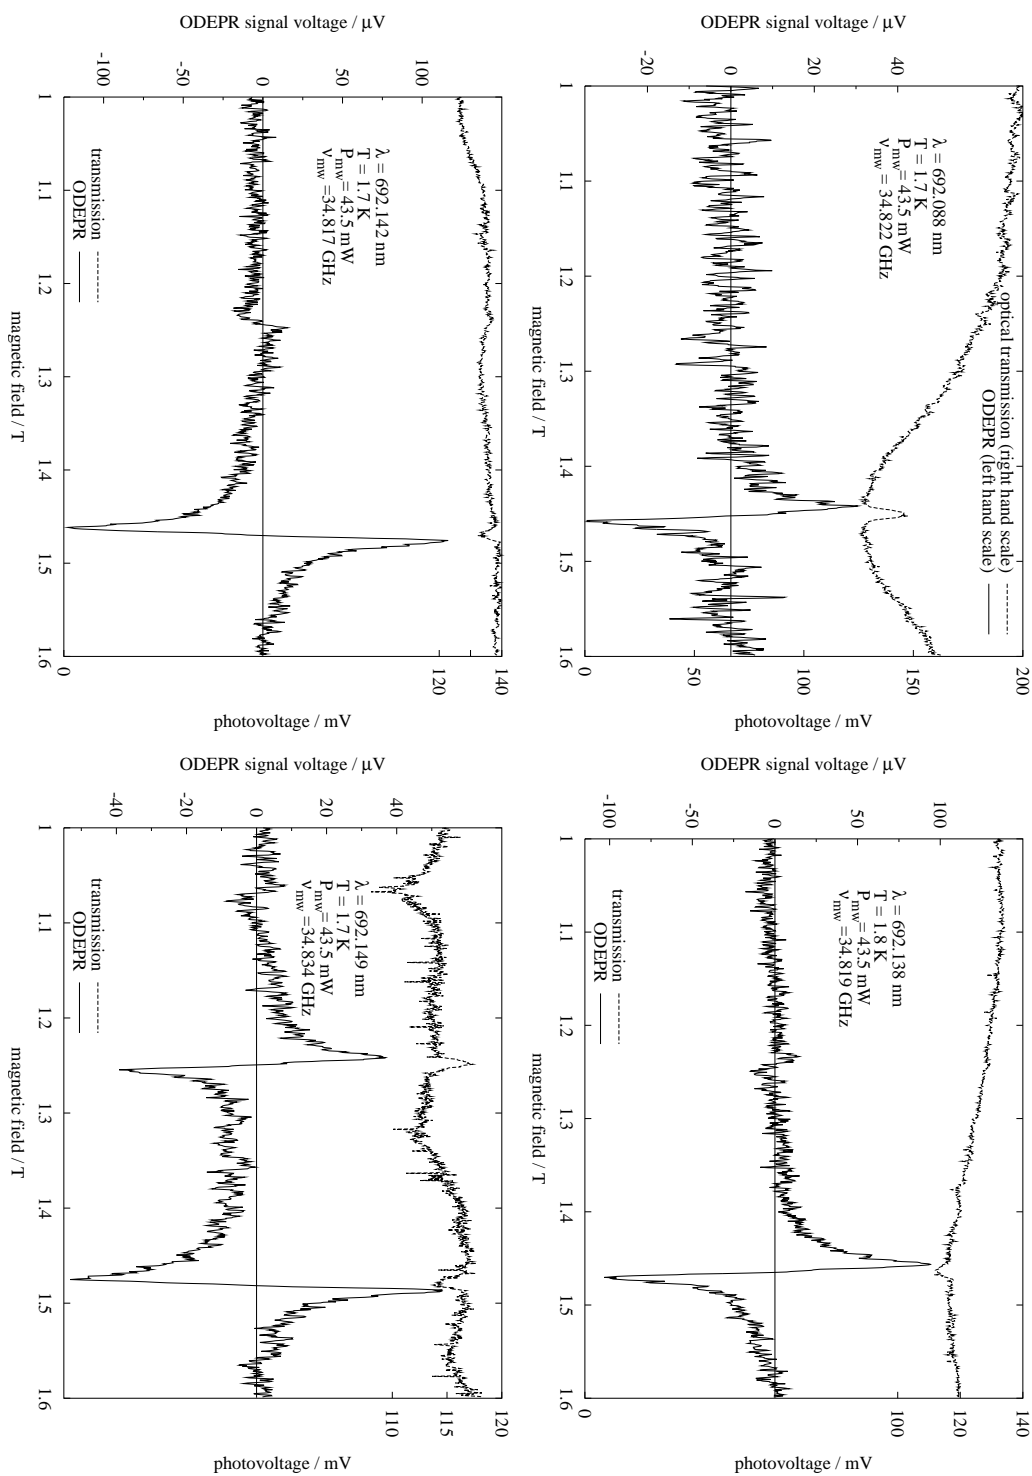 ODEPR signal voltage / μV
-20
0
20
40
optical transmission (right hand scale)
ODEPR (left hand scale)
λ = 692.088 nm
T = 1.7 K
Pmw = 43.5 mW
νmw = 34.822 GHz
1
1.1
1.2
1.3
1.4
1.5
1.6
magnetic field / T
0
50
100
150
200
photovoltage / mV
ODEPR signal voltage / μV
-100
-50
0
50
100
λ = 692.138 nm
T = 1.8 K
Pmw = 43.5 mW
νmw = 34.819 GHz
transmission
ODEPR
1
1.1
1.2
1.3
1.4
1.5
1.6
magnetic field / T
0
100
120
140
photovoltage / mV
ODEPR signal voltage / μV
-100
-50
0
50
100
λ = 692.142 nm
T = 1.7 K
Pmw = 43.5 mW
νmw = 34.817 GHz
transmission
ODEPR
1
1.1
1.2
1.3
1.4
1.5
1.6
magnetic field / T
0
120
140
photovoltage / mV
ODEPR signal voltage / μV
-40
-20
0
20
40
λ = 692.149 nm
T = 1.7 K
Pmw = 43.5 mW
νmw = 34.834 GHz
transmission
ODEPR
1
1.1
1.2
1.3
1.4
1.5
1.6
magnetic field / T
110
115
120
photovoltage / mV